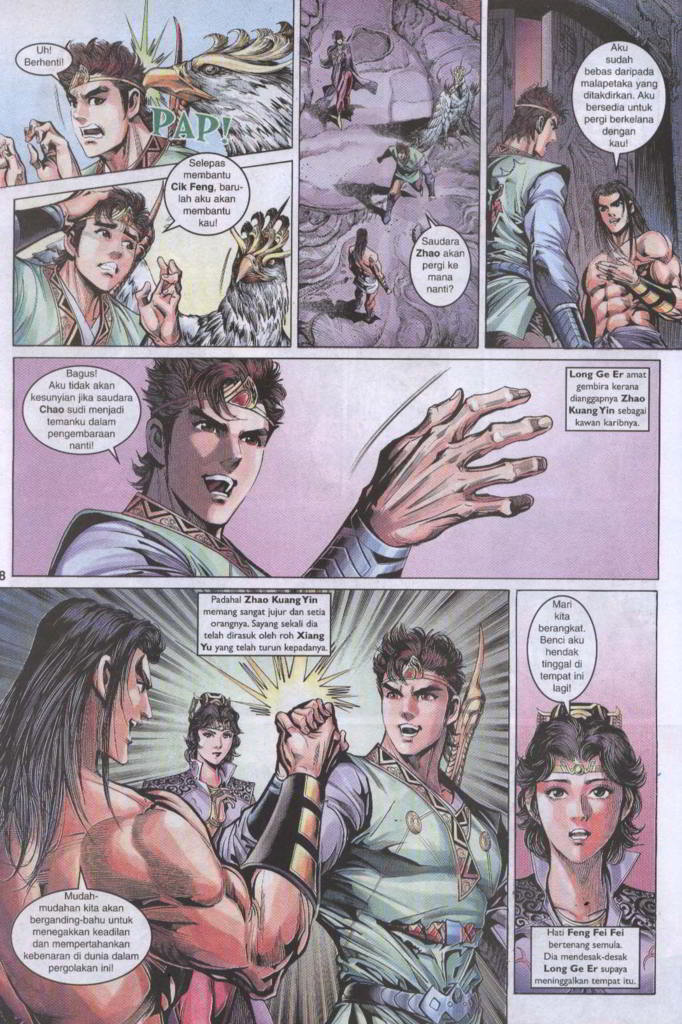 Uh!
Berhenti!
PAP!
Selepas
membantu
Cik Feng, baru-
lah aku akan
membantu
kau!
Saudara
Zhao akan
pergi ke
mana
nanti?
Aku
sudah
bebas daripada
malapetaka yang
ditakdirkan. Aku
bersedia untuk
pergi berkelana
dengan
kau!
Bagus!
Aku tidak akan
kesunyian jika saudara
Chao sudi menjadi
temanku dalam
pengembaraan
nanti!
Long Ge Er amat
gembira kerana
dianggapnya Zhao
Kuang Yin sebagai
kawan karibnya.
8
Padahal Zhao Kuang Yin
memang sangat jujur dan setia
orangnya. Sayang sekali dia
telah dirasuk oleh roh Xiang
Yu yang telah turun kepadanya.
Mudah-
mudahan kita akan
berganding-bahu untuk
menegakkan keadilan
dan mempertahankan
kebenaran di dunia dalam
pergolakan ini!
Mari
kita
berangkat.
Benci aku
hendak
tinggal di
tempat ini
lagi!
Hati Feng Fei Fei
bertenang semula.
Dia mendesak-desak
Long Ge Er supaya
meninggalkan tempat itu.